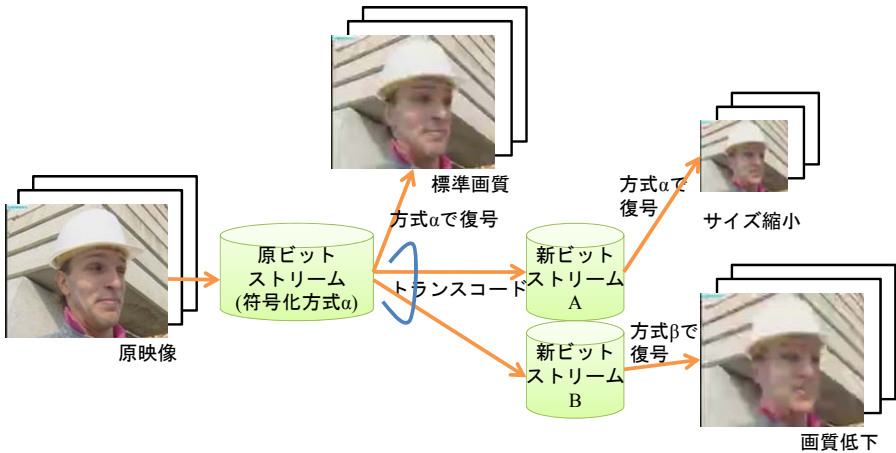 標準画質
方式αで復号
原ビット
ストリーム
(符号化方式α)
原映像
トランスコード
新ビット
ストリーム
A
方式αで
復号
サイズ縮小
新ビット
ストリーム
B
方式βで
復号
画質低下